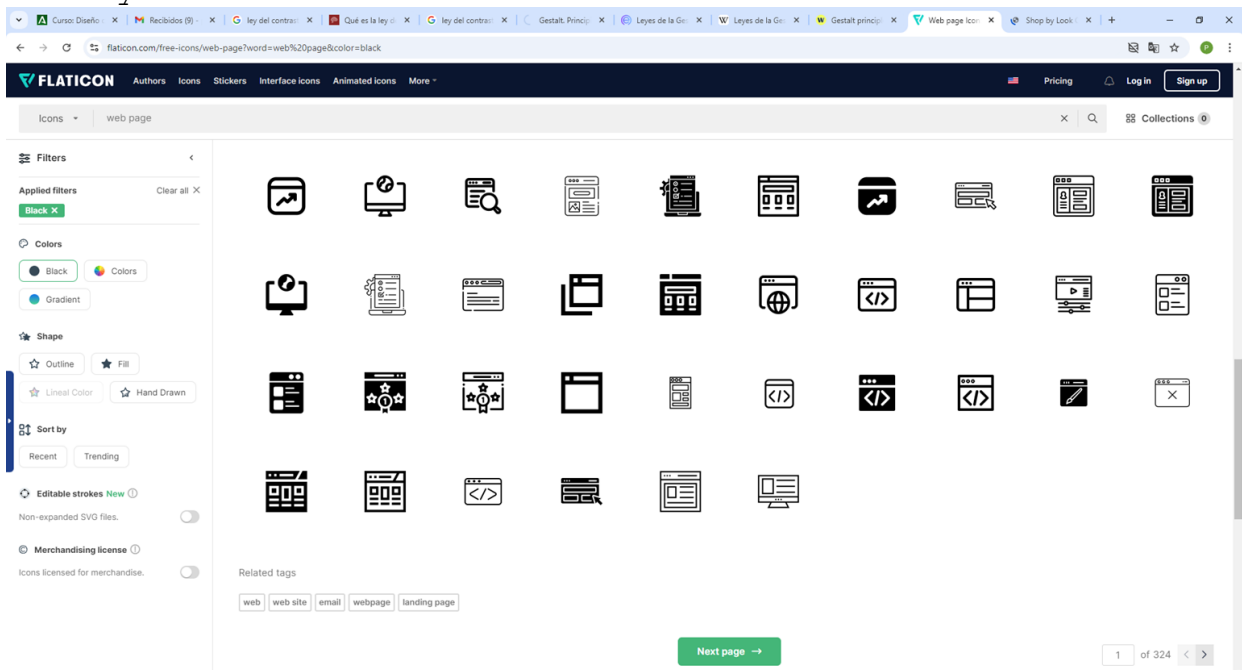 Curso: Diseño
Recibidos (9) -
ley del contras
Qué es la ley d
ley del contras
Gestalt. Princip
Leyes de la Ge
Leyes de la Ge
Gestalt princip
Web page Icon
Shop by Look
flaticon.com/free-icons/web-page?word=web%20page&color=black
P
FLATICON Authors Icons Stickers Interface icons Animated icons More Pricing Log in Sign up
Icons web page Collections 0
Filters
Applied filters Clear all X
Black X
Colors
Black Colors
Gradient
Shape
Outline Fill
Lineal Color Hand Drawn
Sort by
Recent Trending
Editable strokes New
Non-expanded SVG files.
Merchandising license
Icons licensed for merchandise.
Related tags
web web site email webpage landing page
Next page →
1 of 324 < >